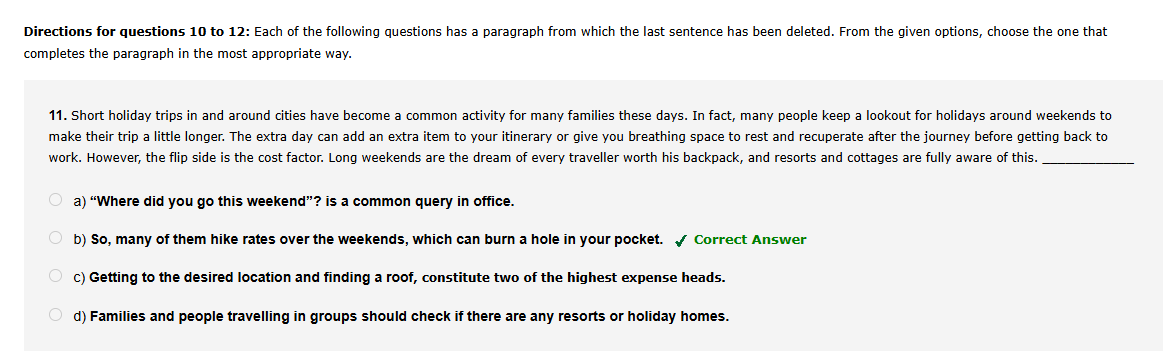 Directions for questions 10 to 12: Each of the following questions has a paragraph from which the last sentence has been deleted. From the given options, choose the one that
completes the paragraph in the most appropriate way.
11. Short holiday trips in and around cities have become a common activity for many families these days. In fact, many people keep a lookout for holidays around weekends to
make their trip a little longer. The extra day can add an extra item to your itinerary or give you breathing space to rest and recuperate after the journey before getting back to
work. However, the flip side is the cost factor. Long weekends are the dream of every traveller worth his backpack, and resorts and cottages are fully aware of this. ____________
a) “Where did you go this weekend”? is a common query in office.
b) So, many of them hike rates over the weekends, which can burn a hole in your pocket. ✓ Correct Answer
c) Getting to the desired location and finding a roof, constitute two of the highest expense heads.
d) Families and people travelling in groups should check if there are any resorts or holiday homes.